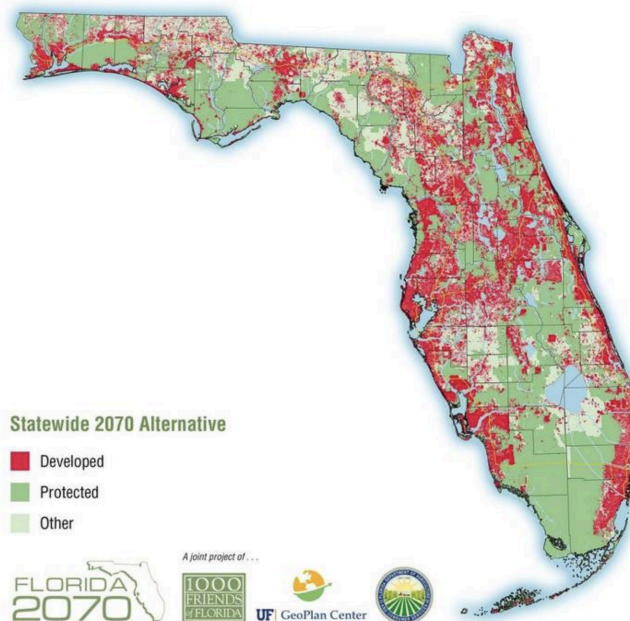 Statewide 2070 Alternative
Developed
Protected
Other
A joint project of . . .
FLORIDA
2070
1000
FRIENDS
of FLORIDA
UF | GeoPlan Center